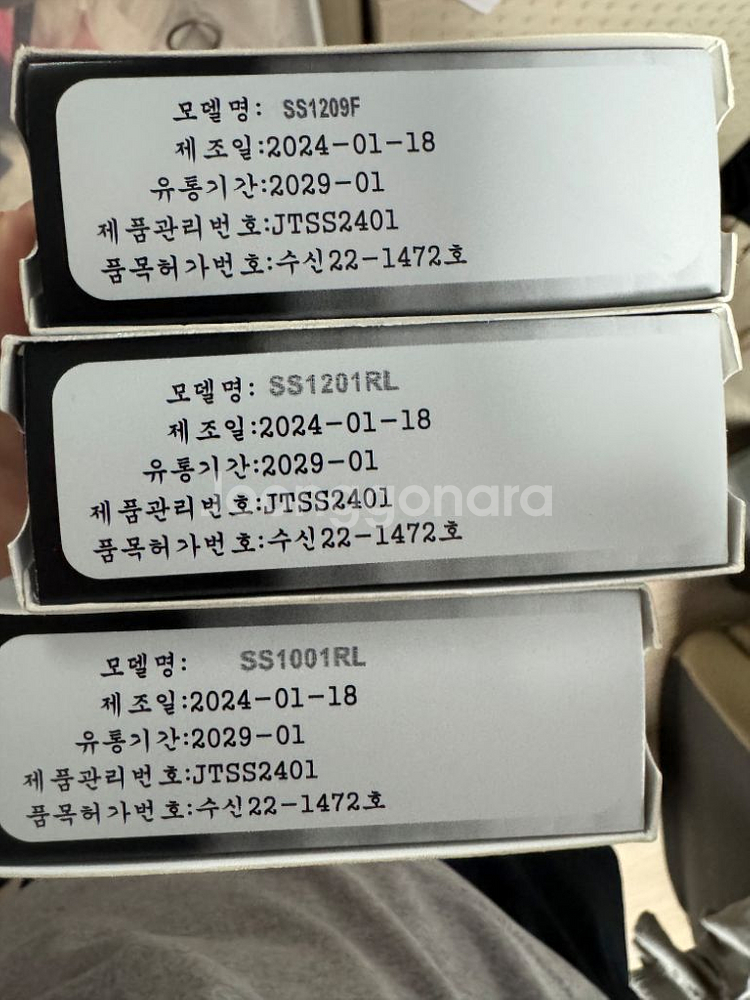 모델명: SS1209F
제조일:2024-01-18
유통기간:2029-01
제품관리번호:JTSS2401
품목허가번호:수신22-1472호
모델명: SS1201RL
제조일:2024-01-18
유통기간:2029-01
제품관리번호:JTSS2401
품목허가번호:수신22-1472호
joonggonara
모델명: SS1001RL
제조일:2024-01-18
유통기간:2029-01
제품관리번호:JTSS2401
품목허가번호:수신22-1472호